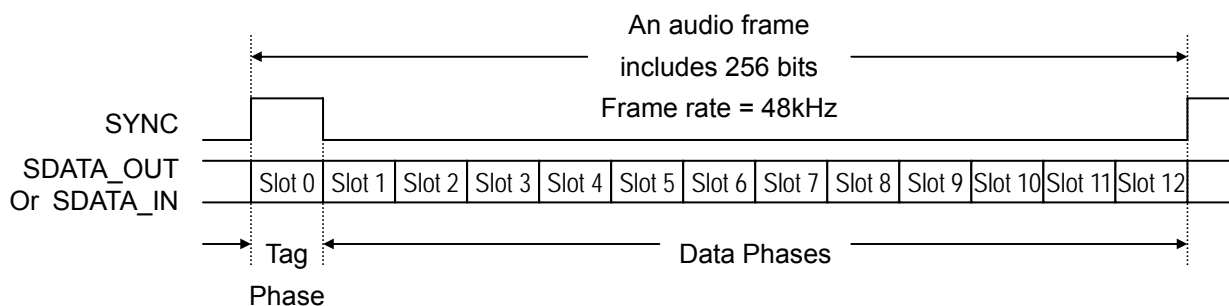 An audio frame
includes 256 bits
Frame rate = 48kHz
SYNC
SDATA_OUT
Or SDATA_IN
Slot 0 Slot 1 Slot 2 Slot 3 Slot 4 Slot 5 Slot 6 Slot 7 Slot 8 Slot 9 Slot 10 Slot 11 Slot 12
Tag
Phase
Data Phases